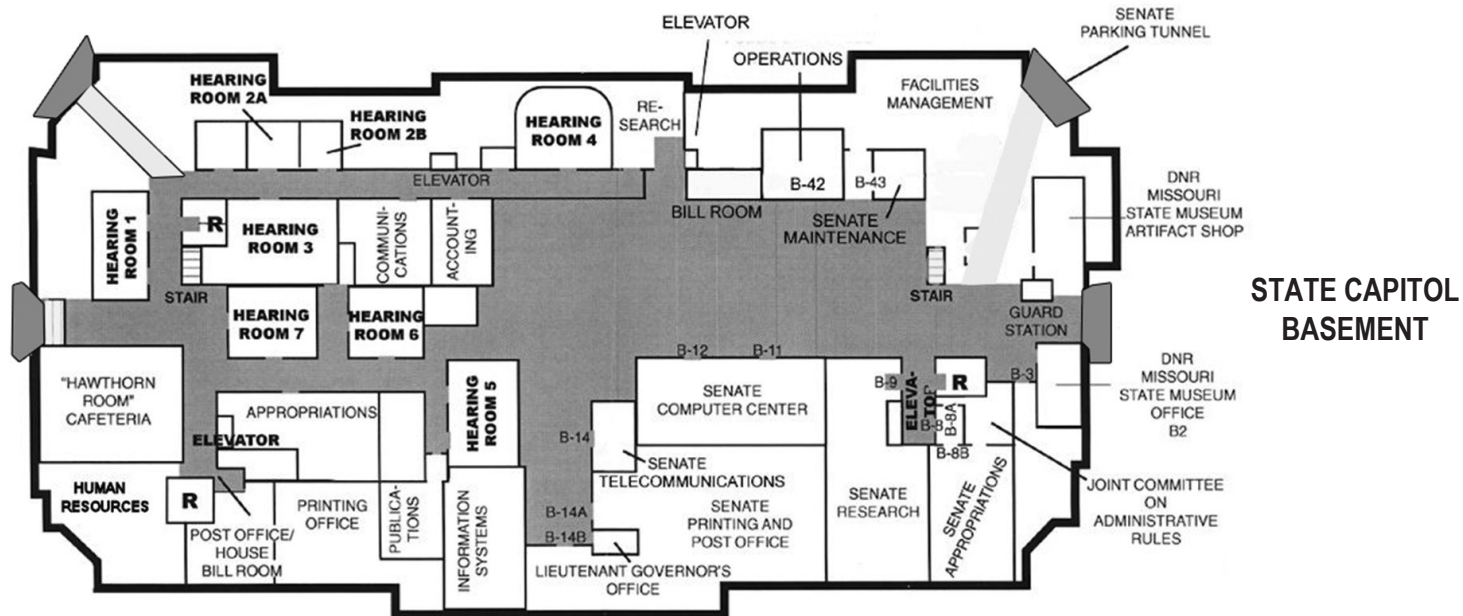 SENATE
PARKING TUNNEL
ELEVATOR
OPERATIONS
FACILITIES
MANAGEMENT
HEARING
ROOM 2A
HEARING
ROOM 2B
HEARING
ROOM 4
RE-
SEARCH
ELEVATOR
B-42
B-43
BILL ROOM
SENATE
MAINTENANCE
DNR
MISSOURI
STATE MUSEUM
ARTIFACT SHOP
HEARING
ROOM 1
R
HEARING
ROOM 3
COMMUNI-
CATIONS
ACCOUNT-
ING
STAIR
STAIR
STATE CAPITOL
BASEMENT
HEARING
ROOM 7
HEARING
ROOM 6
GUARD
STATION
B-12
B-11
"HAWTHORN
ROOM"
CAFETERIA
APPROPRIATIONS
HEARING
ROOM 5
SENATE
COMPUTER CENTER
B-9
ELEVA-
TOR
R
B-3
B-8
B-8A
B-8B
DNR
MISSOURI
STATE MUSEUM
OFFICE
B2
ELEVATOR
B-14
SENATE
TELECOMMUNICATIONS
HUMAN
RESOURCES
R
POST OFFICE/
HOUSE
BILL ROOM
PRINTING
OFFICE
PUBLICA-
TIONS
INFORMATION
SYSTEMS
B-14A
B-14B
LIEUTENANT GOVERNOR'S
OFFICE
SENATE
PRINTING AND
POST OFFICE
SENATE
RESEARCH
SENATE
APPROPRIATIONS
JOINT COMMITTEE
ON
ADMINISTRATIVE
RULES